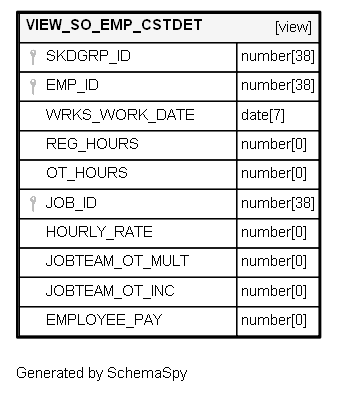 VIEW_SO_EMP_CSTDET [view]
SKDGRP_ID number[38]
EMP_ID number[38]
WRKS_WORK_DATE date[7]
REG_HOURS number[0]
OT_HOURS number[0]
JOB_ID number[38]
HOURLY_RATE number[0]
JOBTEAM_OT_MULT number[0]
JOBTEAM_OT_INC number[0]
EMPLOYEE_PAY number[0]
Generated by SchemaSpy